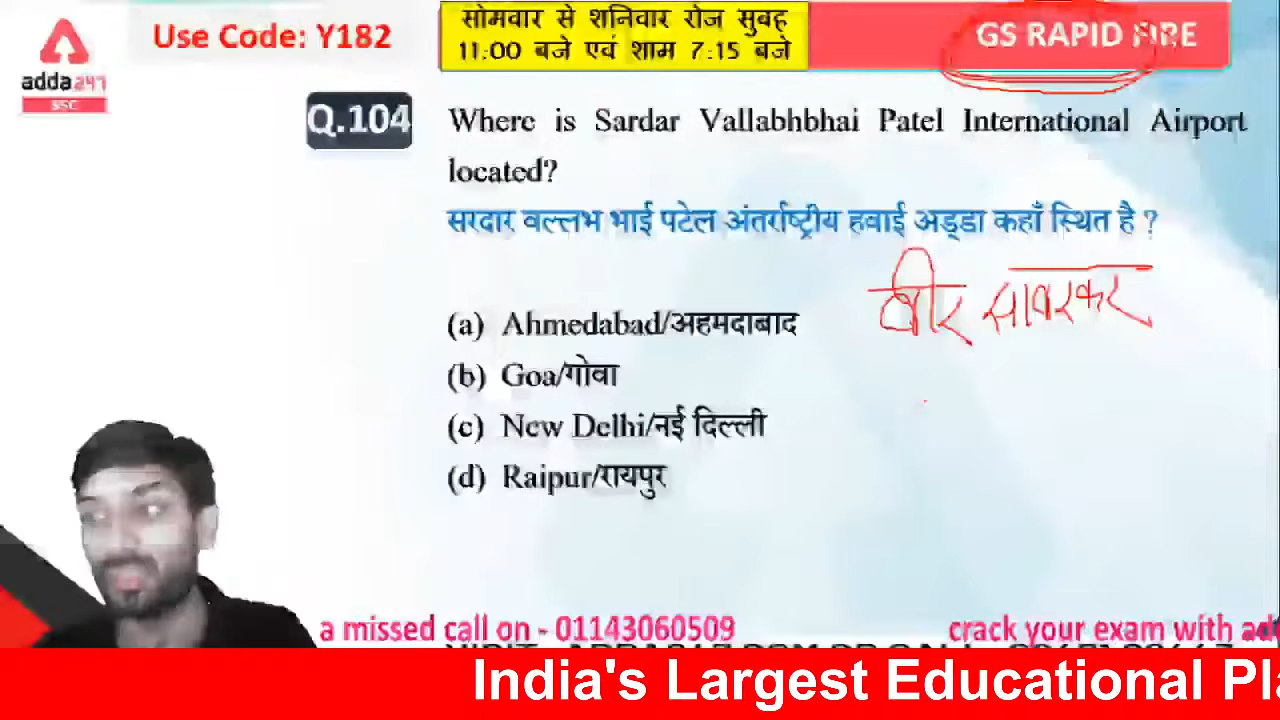 Use Code: Y182
सोमवार से शनिवार रोज सुबह
11:00 बजे एवं शाम 7:15 बजे
GS RAPID FIRE
adda247
SSC
Q.104
Where is Sardar Vallabhbhai Patel International Airport
located?
सरदार वल्लभ भाई पटेल अंतर्राष्ट्रीय हवाई अड्डा कहाँ स्थित है ?
वीर सावरकर
(a) Ahmedabad/अहमदाबाद
(b) Goa/गोवा
(c) New Delhi/नई दिल्ली
(d) Raipur/रायपुर
a missed call on - 01143060509
crack your exam with ad
India's Largest Educational Pla